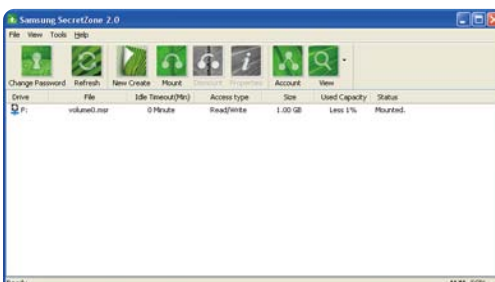 Samsung SecretZone 2.0
File View Tools Help
Change Password Refresh New Create Mount Dismount Properties Account View
Drive File Idle Timeout(Min) Access type Size Used Capacity Status
F: volume0.msr 0 Minute Read/Write 1.00 GB Less 1% Mounted.